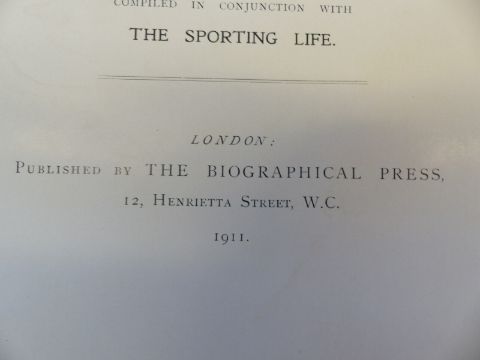 COMPILED IN CONJUNCTION WITH
THE SPORTING LIFE.
LONDON:
PUBLISHED BY THE BIOGRAPHICAL PRESS,
12, HENRIETTA STREET, W.C.
1911.